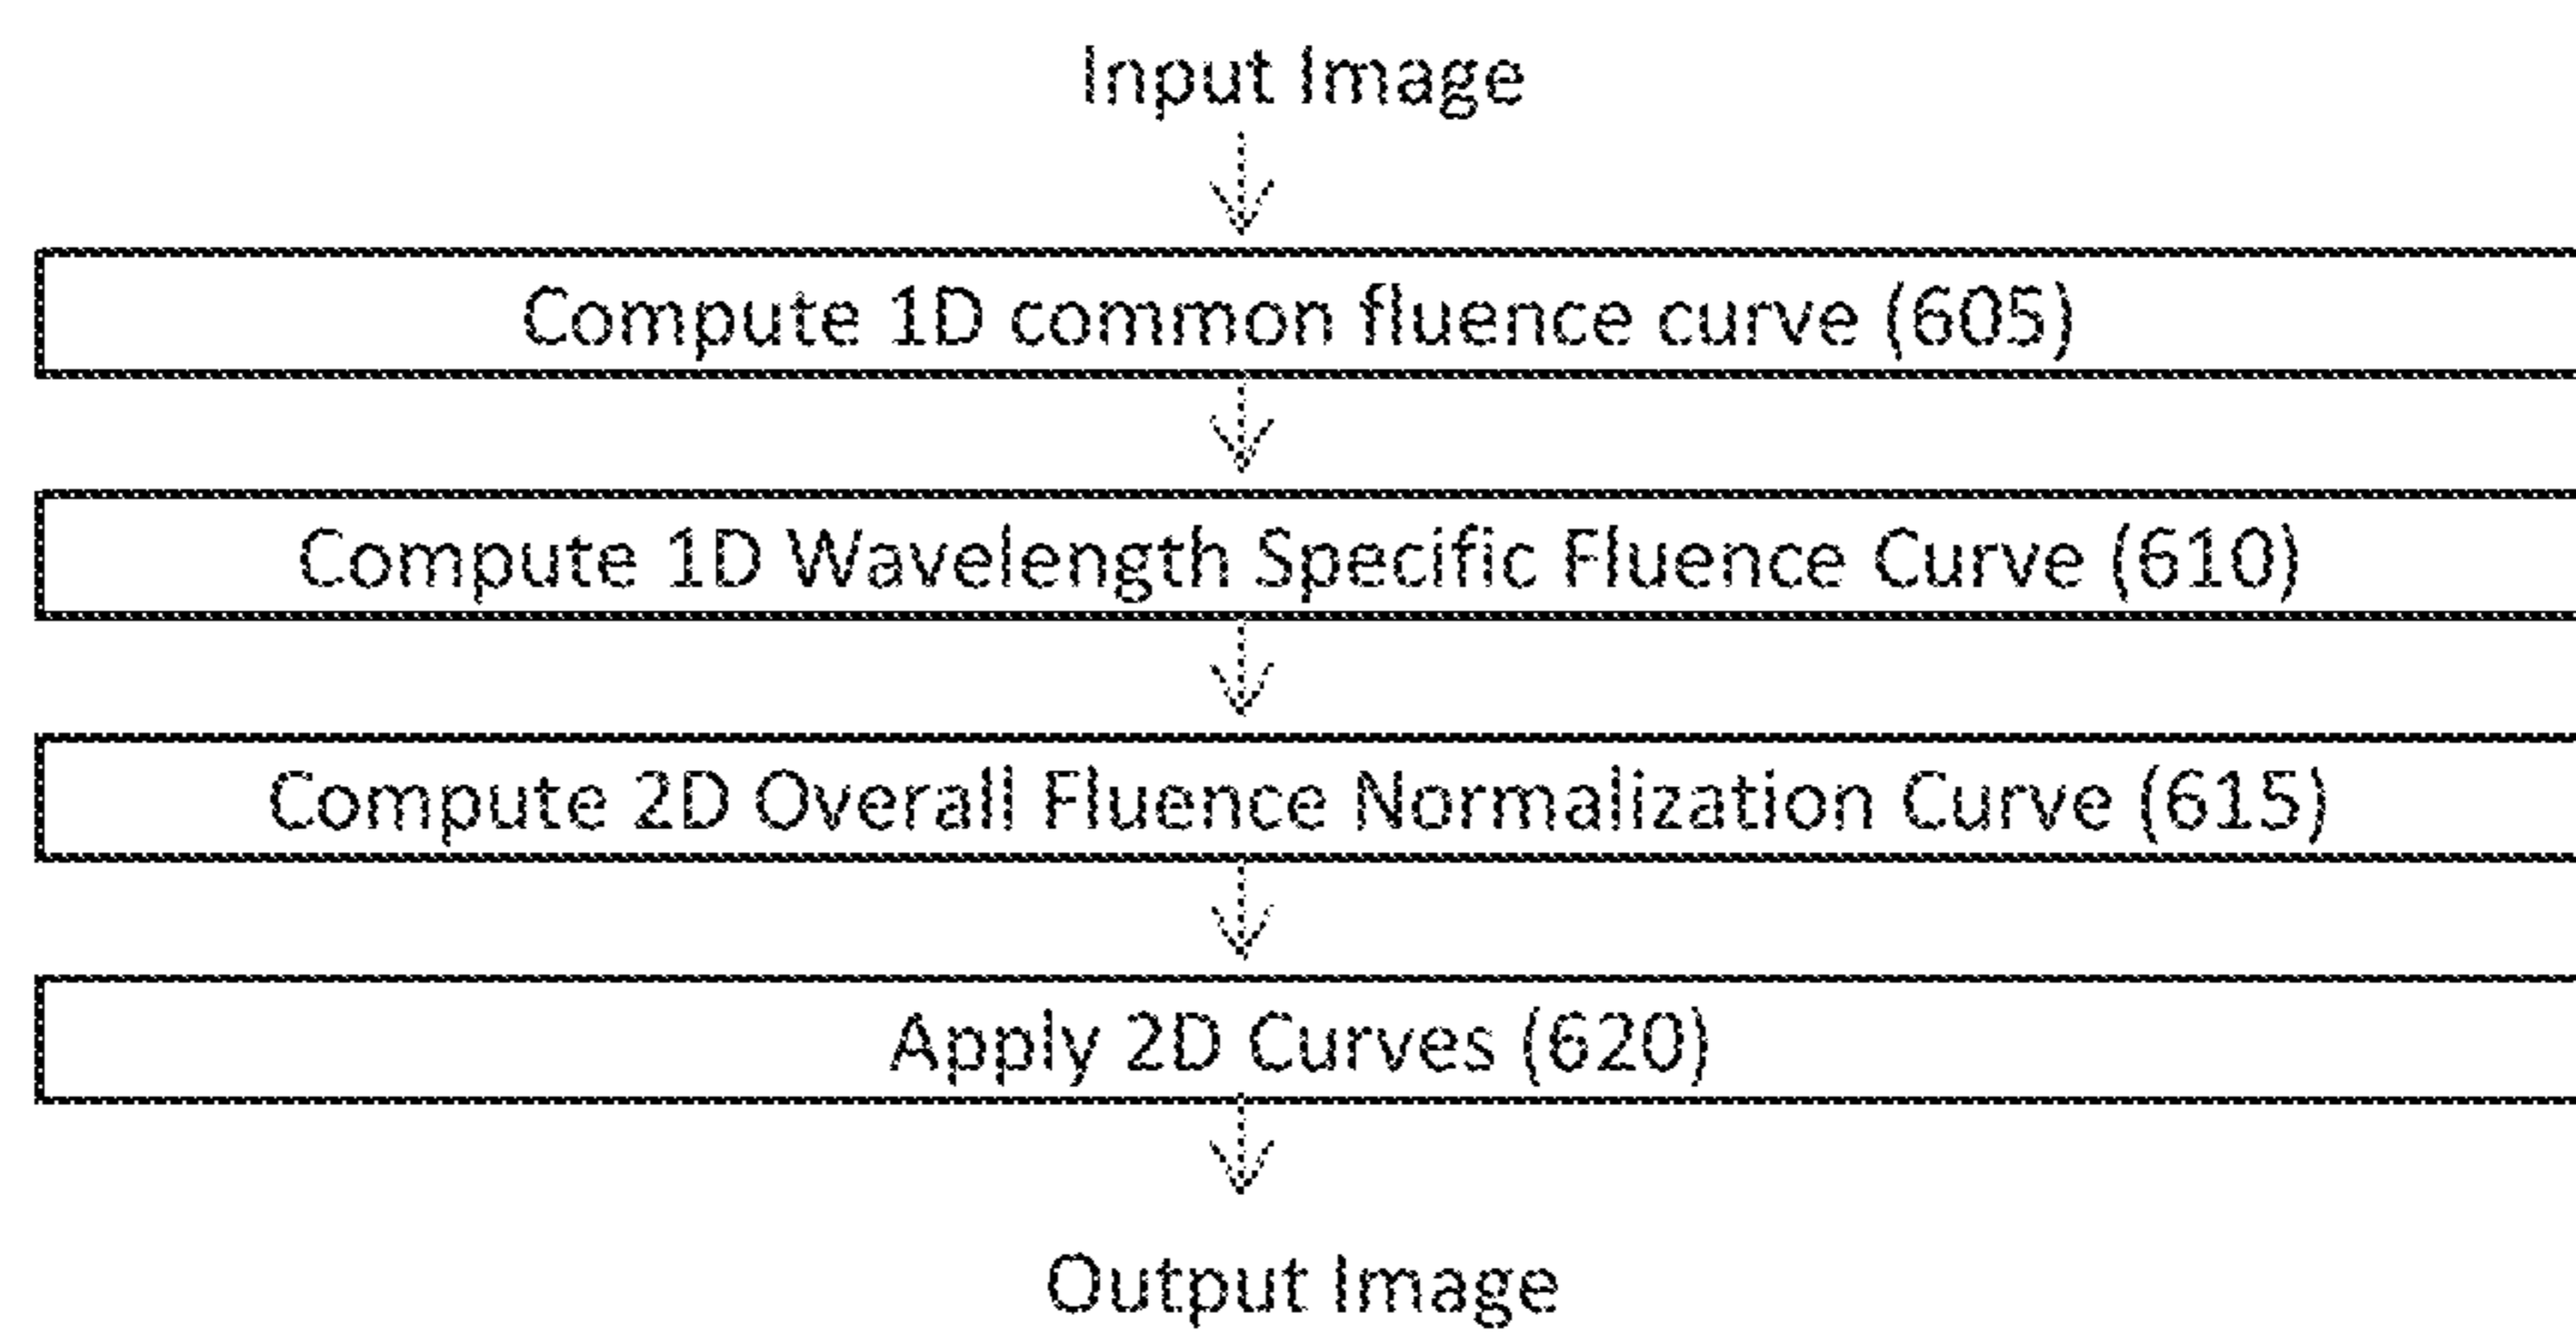 Input Image
Compute 1D common fluence curve (605)
Compute 1D Wavelength Specific Fluence Curve (610)
Compute 2D Overall Fluence Normalization Curve (615)
Apply 2D Curves (620)
Output Image